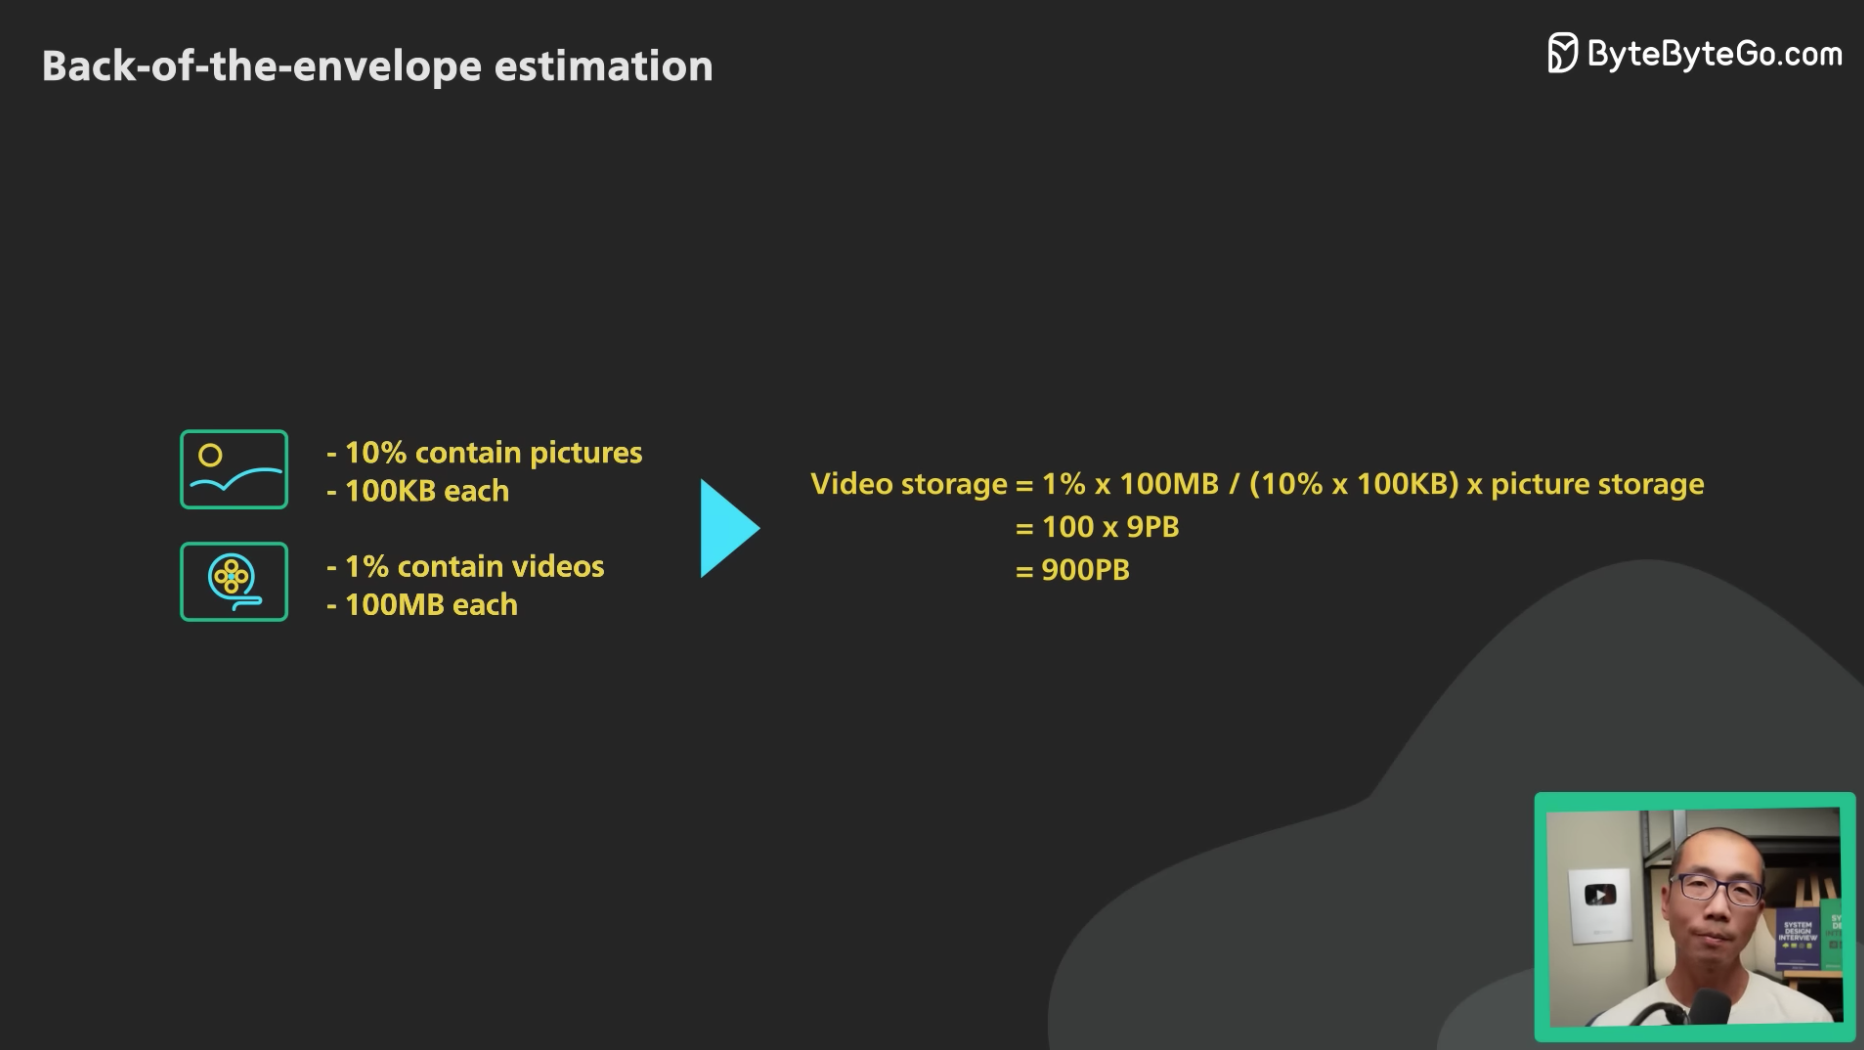 Back-of-the-envelope estimation
ByteByteGo.com
- 10% contain pictures
- 100KB each
- 1% contain videos
- 100MB each
Video storage = 1% x 100MB / (10% x 100KB) x picture storage
= 100 x 9PB
= 900PB
SYSTEM
DESIGN
INTERVIEW